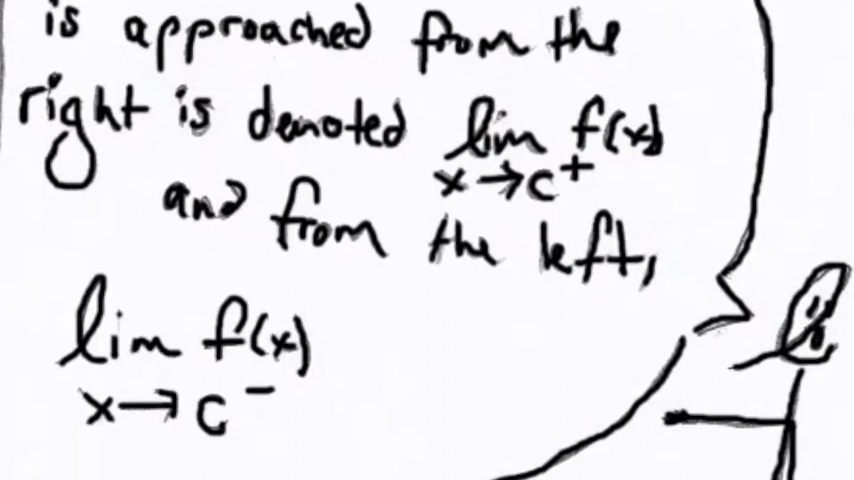 is approached from the
right is denoted lim f(x)
x→c⁺
and from the left,
lim f(x)
x→c⁻